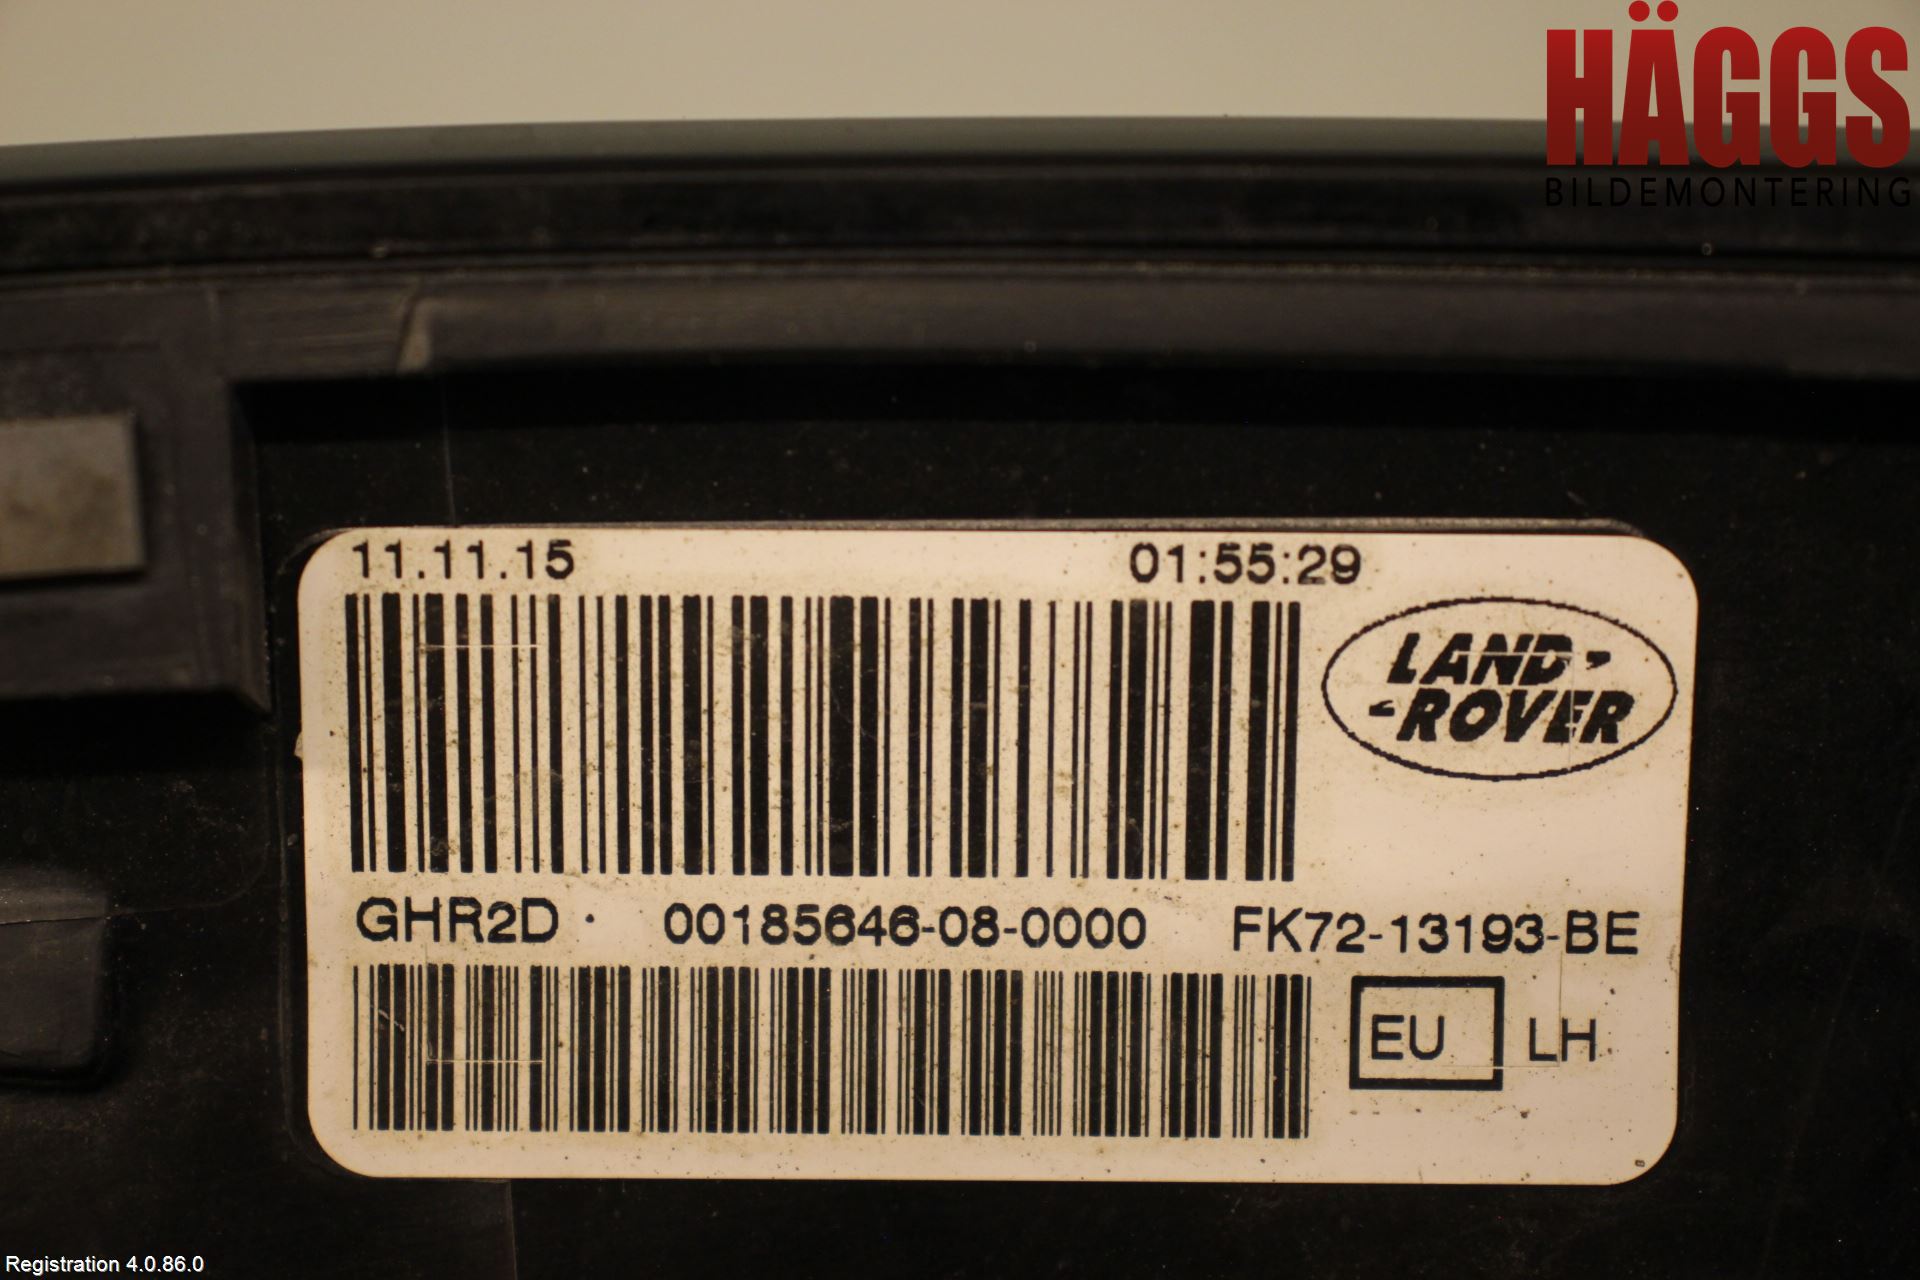 HÄGGS
BILDEMONTERING
11.11.15 01:55:29
LAND-
-ROVER
GHR2D 00185646-08-0000 FK72-13193-BE
EU LH
Registration 4.0.86.0